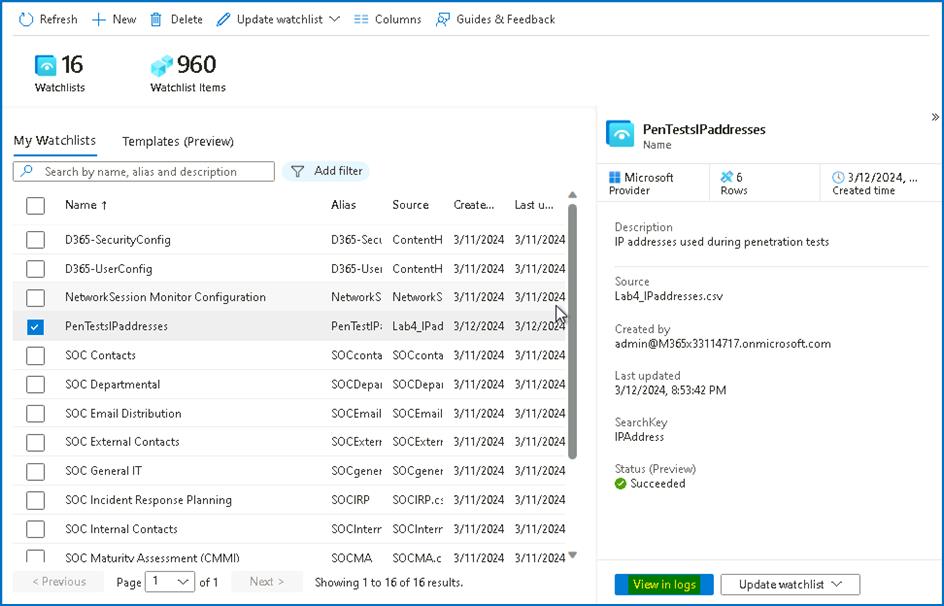 Refresh New Delete Update watchlist Columns Guides & Feedback
16 960
Watchlists Watchlist Items
My Watchlists Templates (Preview)
Search by name, alias and description Add filter
Name ↑ Alias Source Create... Last u...
D365-SecurityConfig D365-Secu ContentH 3/11/2024 3/11/2024
D365-UserConfig D365-User ContentH 3/11/2024 3/11/2024
NetworkSession Monitor Configuration NetworkS NetworkS 3/11/2024 3/11/2024
PenTestsIPaddresses PenTestIP: Lab4_IPad 3/12/2024 3/12/2024
SOC Contacts SOCconta SOCconta 3/11/2024 3/11/2024
SOC Departmental SOCDepar SOCDepar 3/11/2024 3/11/2024
SOC Email Distribution SOCEmail SOCEmail 3/11/2024 3/11/2024
SOC External Contacts SOCExterr SOCExterr 3/11/2024 3/11/2024
SOC General IT SOCgener SOCgener 3/11/2024 3/11/2024
SOC Incident Response Planning SOCIRP SOCIRP.cs 3/11/2024 3/11/2024
SOC Internal Contacts SOCInterr SOCInterr 3/11/2024 3/11/2024
SOC Maturity Assessment (CMMI) SOCMA SOCMA.c 3/11/2024 3/11/2024
< Previous Page 1 of 1 Next > Showing 1 to 16 of 16 results.
»
PenTestsIPaddresses
Name
Microsoft 6 3/12/2024, ...
Provider Rows Created time
Description
IP addresses used during penetration tests
Source
Lab4_IPaddresses.csv
Created by
admin@M365x33114717.onmicrosoft.com
Last updated
3/12/2024, 8:53:42 PM
SearchKey
IPAddress
Status (Preview)
Succeeded
View in logs Update watchlist